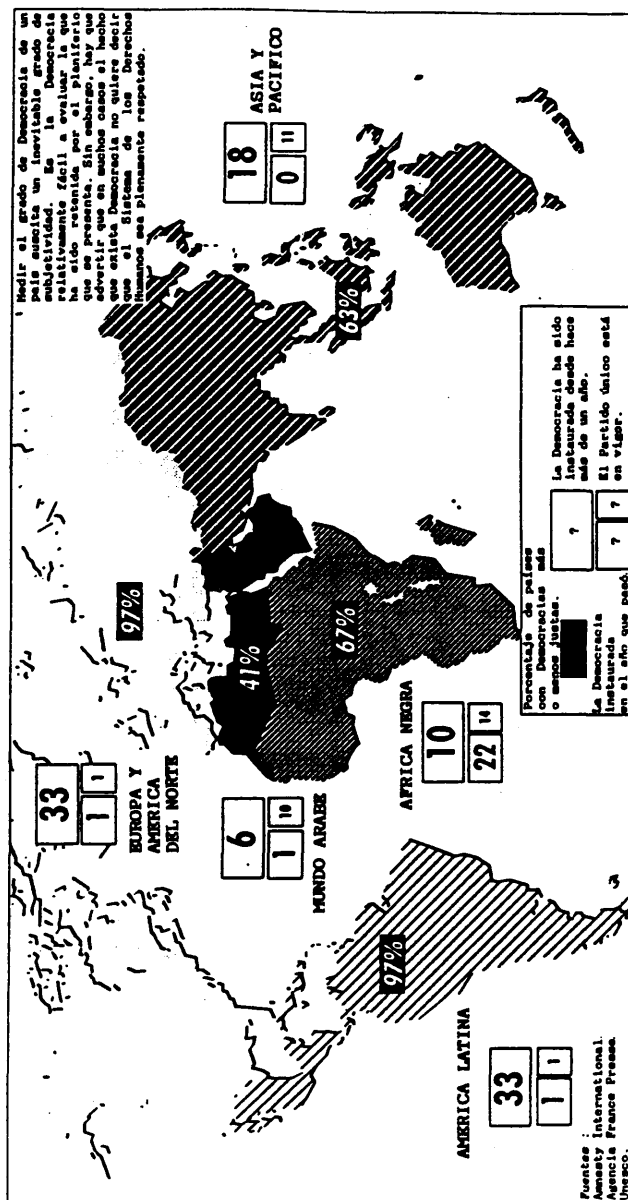 Medir el grado de Democracia de un
país suscita un inevitable grado de
subjetividad. Es la Democracia
relativamente fácil a evaluar la que
ha sido retenida por el planiferio
que se presenta. Sin embargo, hay que
advertir que en muchos casos el hecho
que exista Democracia no quiere decir
que el Sistema de los Derechos
Humanos sea plenamente respetado.
33
1 1
EUROPA Y
AMERICA
DEL NORTE
97%
18
0 11
ASIA Y
PACIFICO
63%
6
1 10
MUNDO ARABE
41%
67%
AFRICA NEGRA
10
22 14
97%
AMERICA LATINA
33
1 1
Porcentaje de países
con Democracias más
o menos justas.
La Democracia
instaurada
en el año que pasó.
?
? ?
La Democracia ha sido
instaurada desde hace
más de un año.
El Partido único está
en vigor.
Fuentes :
Amnesty International
Agencia France Presse
Unesco.